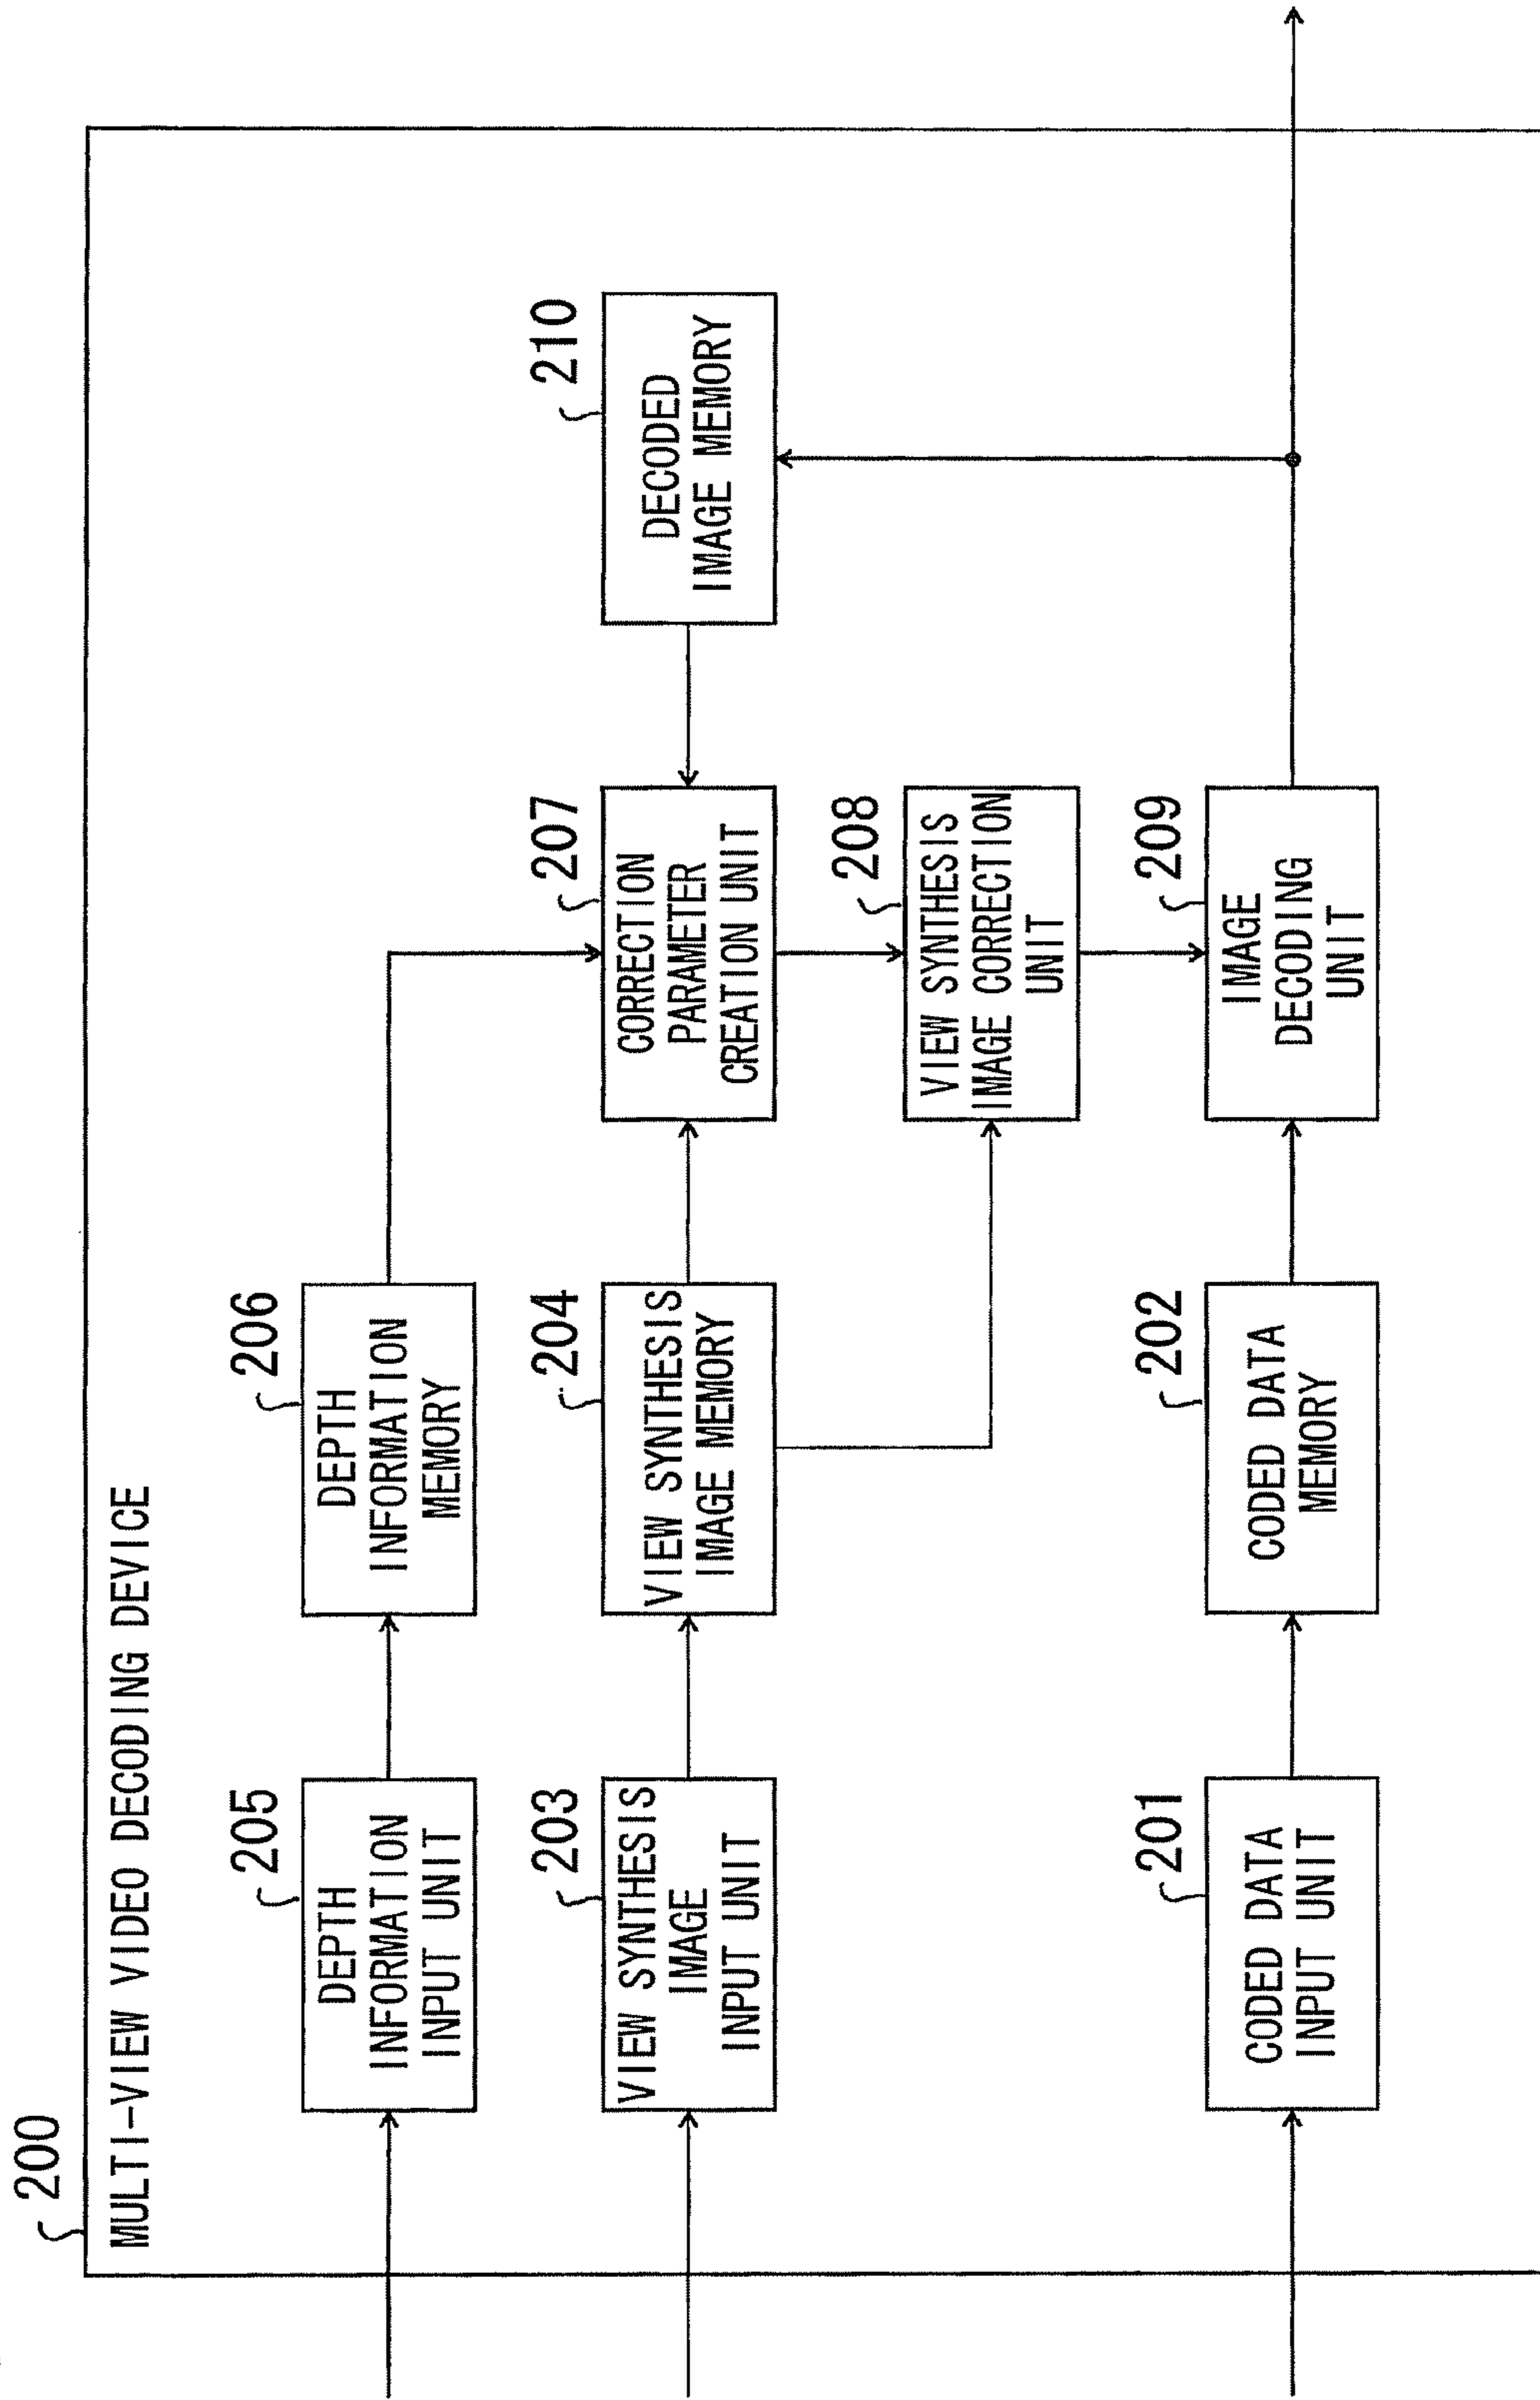 200
MULTI-VIEW VIDEO DECODING DEVICE
205
DEPTH
INFORMATION
INPUT UNIT
206
DEPTH
INFORMATION
MEMORY
203
VIEW SYNTHESIS
IMAGE
INPUT UNIT
204
VIEW SYNTHESIS
IMAGE MEMORY
207
CORRECTION
PARAMETER
CREATION UNIT
210
DECODED
IMAGE MEMORY
208
VIEW SYNTHESIS
IMAGE CORRECTION
UNIT
201
CODED DATA
INPUT UNIT
202
CODED DATA
MEMORY
209
IMAGE
DECODING
UNIT